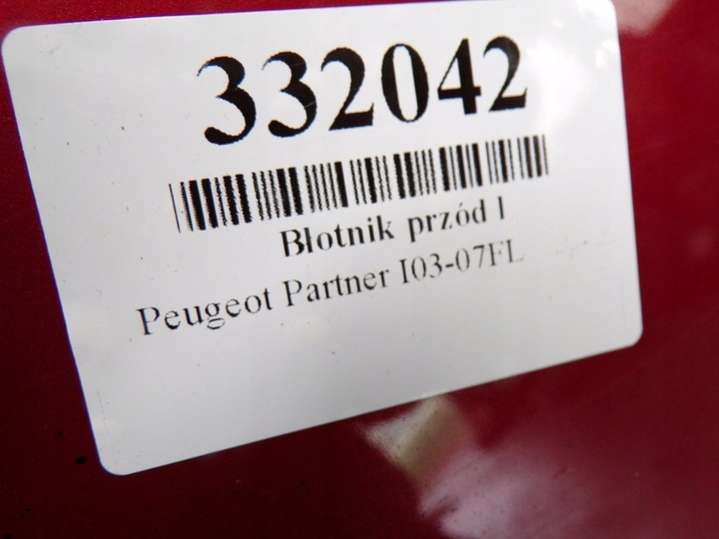 332042
Błotnik przód l
Peugeot Partner I03-07FL